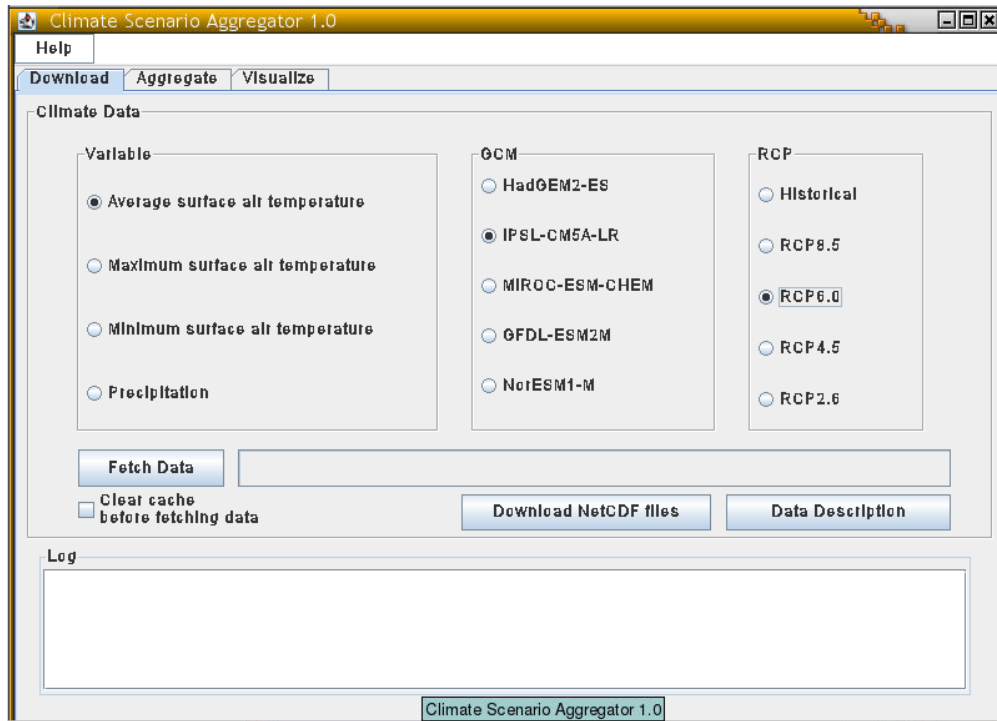 Climate Scenario Aggregator 1.0
Help
Download Aggregate Visualize
Climate Data
Variable
Average surface air temperature
Maximum surface air temperature
Minimum surface air temperature
Precipitation
GCM
HadGEM2-ES
IPSL-CM5A-LR
MIROC-ESM-CHEM
GFDL-ESM2M
NorESM1-M
RCP
Historical
RCP8.5
RCP6.0
RCP4.5
RCP2.6
Fetch Data
Clear cache
before fetching data
Download NetCDF files
Data Description
Log
Climate Scenario Aggregator 1.0